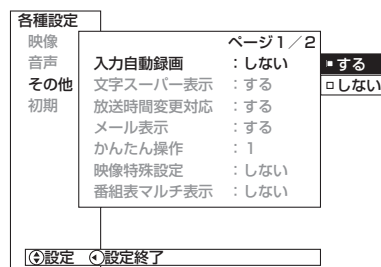 各種設定
映像
音声
その他
初期
ページ1／2
入力自動録画 ：しない
文字スーパー表示 ：する
放送時間変更対応 ：する
メール表示 ：する
かんたん操作 ：1
映像特殊設定 ：しない
番組表マルチ表示 ：しない
する
しない
設定 設定終了